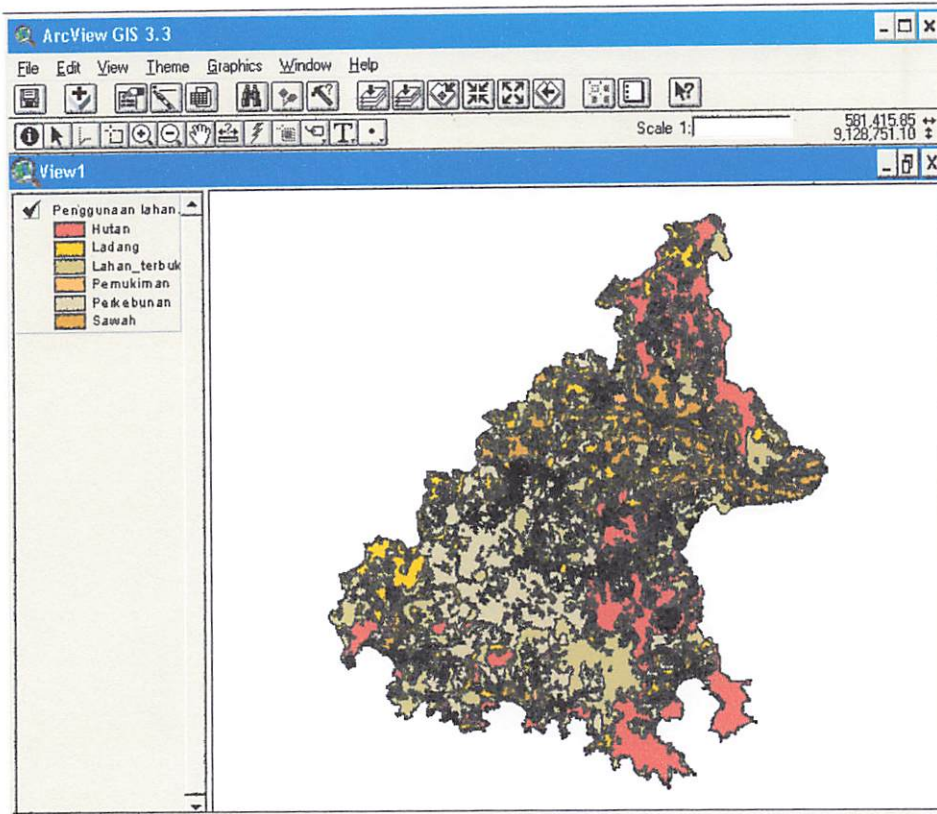 ArcView GIS 3.3
File Edit View Theme Graphics Window Help
Scale 1:
581,415.65
9,128,751.10
View1
Penggunaan lahan.
Hutan
Ladang
Lahan_terbuk
Pemukiman
Perkebunan
Sawah